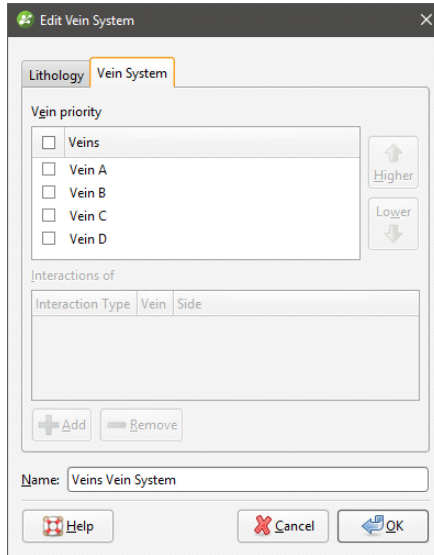 Edit Vein System
Lithology Vein System
Vein priority
Veins
Vein A
Vein B
Vein C
Vein D
Higher
Lower
Interactions of
Interaction Type Vein Side
Add Remove
Name: Veins Vein System
Help Cancel OK